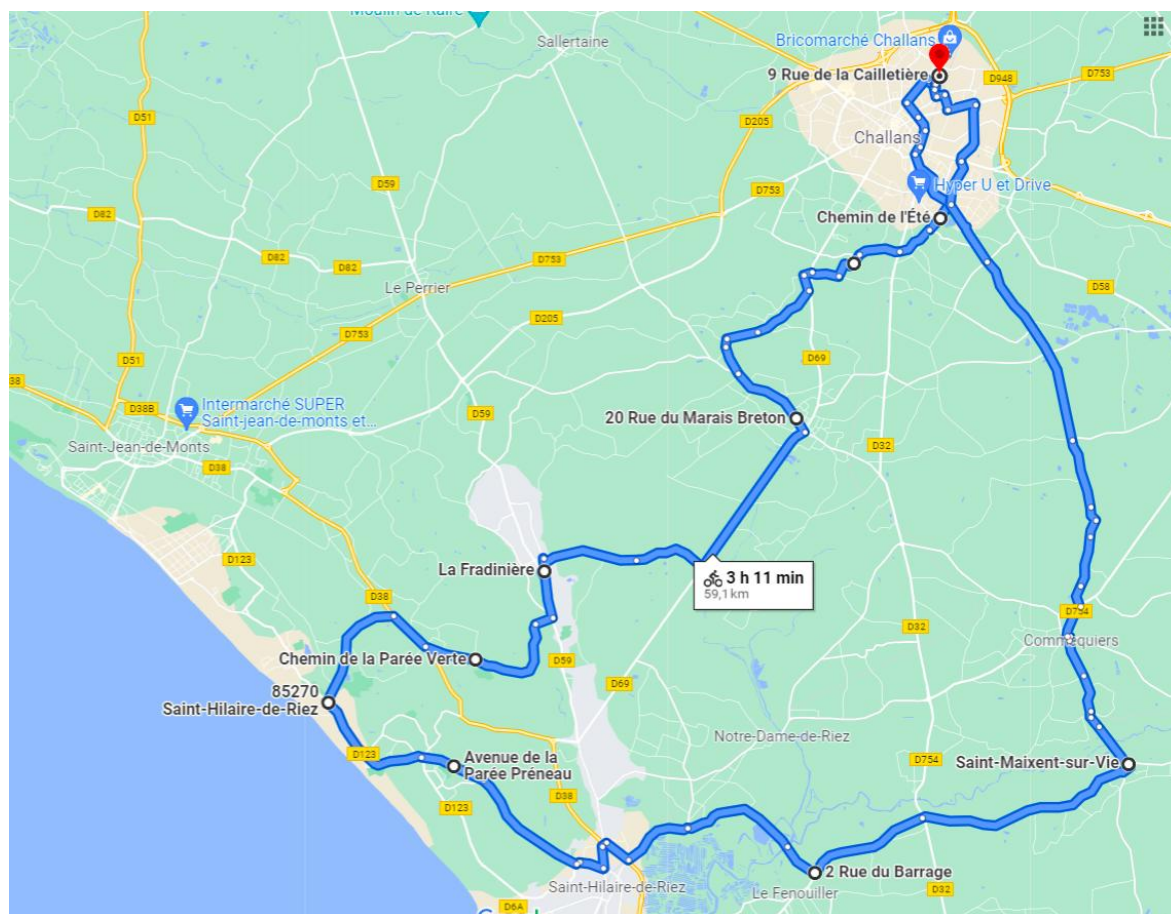 Sallertaine
Bricomarché Challans
9 Rue de la Cailletière
D948
D753
D51
D205
Challans
D59
D753
Hyper U et Drive
Chemin de l'Été
D82
D82
D82
D753
Le Perrier
D58
D205
D753
D51
D69
38
D38B
Intermarché SUPER
Saint-jean-de-monts et...
D59
20 Rue du Marais Breton
Saint-Jean-de-Monts
D32
D38
D123
La Fradinière
3 h 11 min
59,1 km
D38
D754
D32
Commequiers
Chemin de la Parée Verte
D59
D69
85270
Saint-Hilaire-de-Riez
Notre-Dame-de-Riez
D123
Avenue de la
Parée Préneau
D754
Saint-Maixent-sur-Vie
D38
D123
2 Rue du Barrage
Saint-Hilaire-de-Riez
Le Fenouiller
D32
D6A